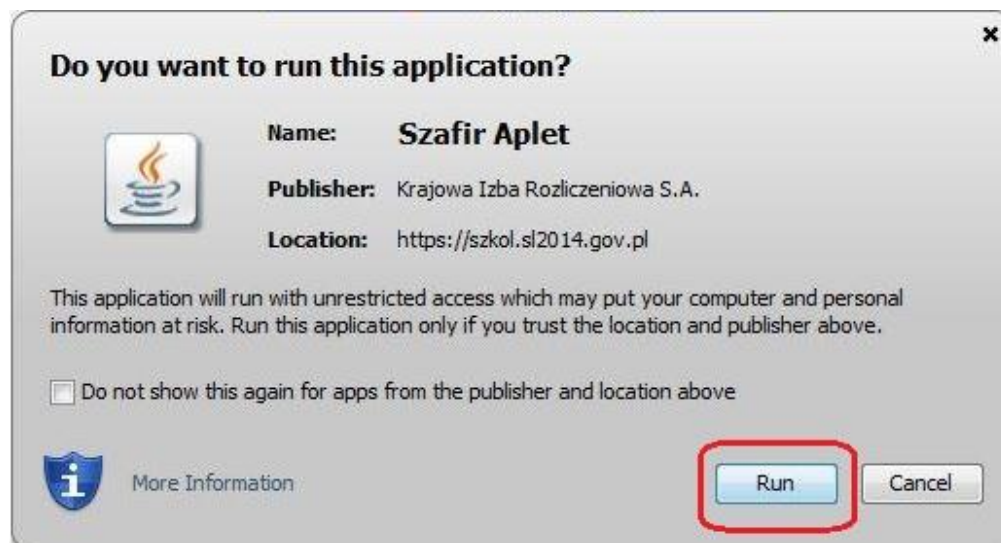 Do you want to run this application?
Name: Szafir Aplet
Publisher: Krajowa Izba Rozliczeniowa S.A.
Location: https://szkol.sl2014.gov.pl
This application will run with unrestricted access which may put your computer and personal
information at risk. Run this application only if you trust the location and publisher above.
Do not show this again for apps from the publisher and location above
More Information
Run
Cancel